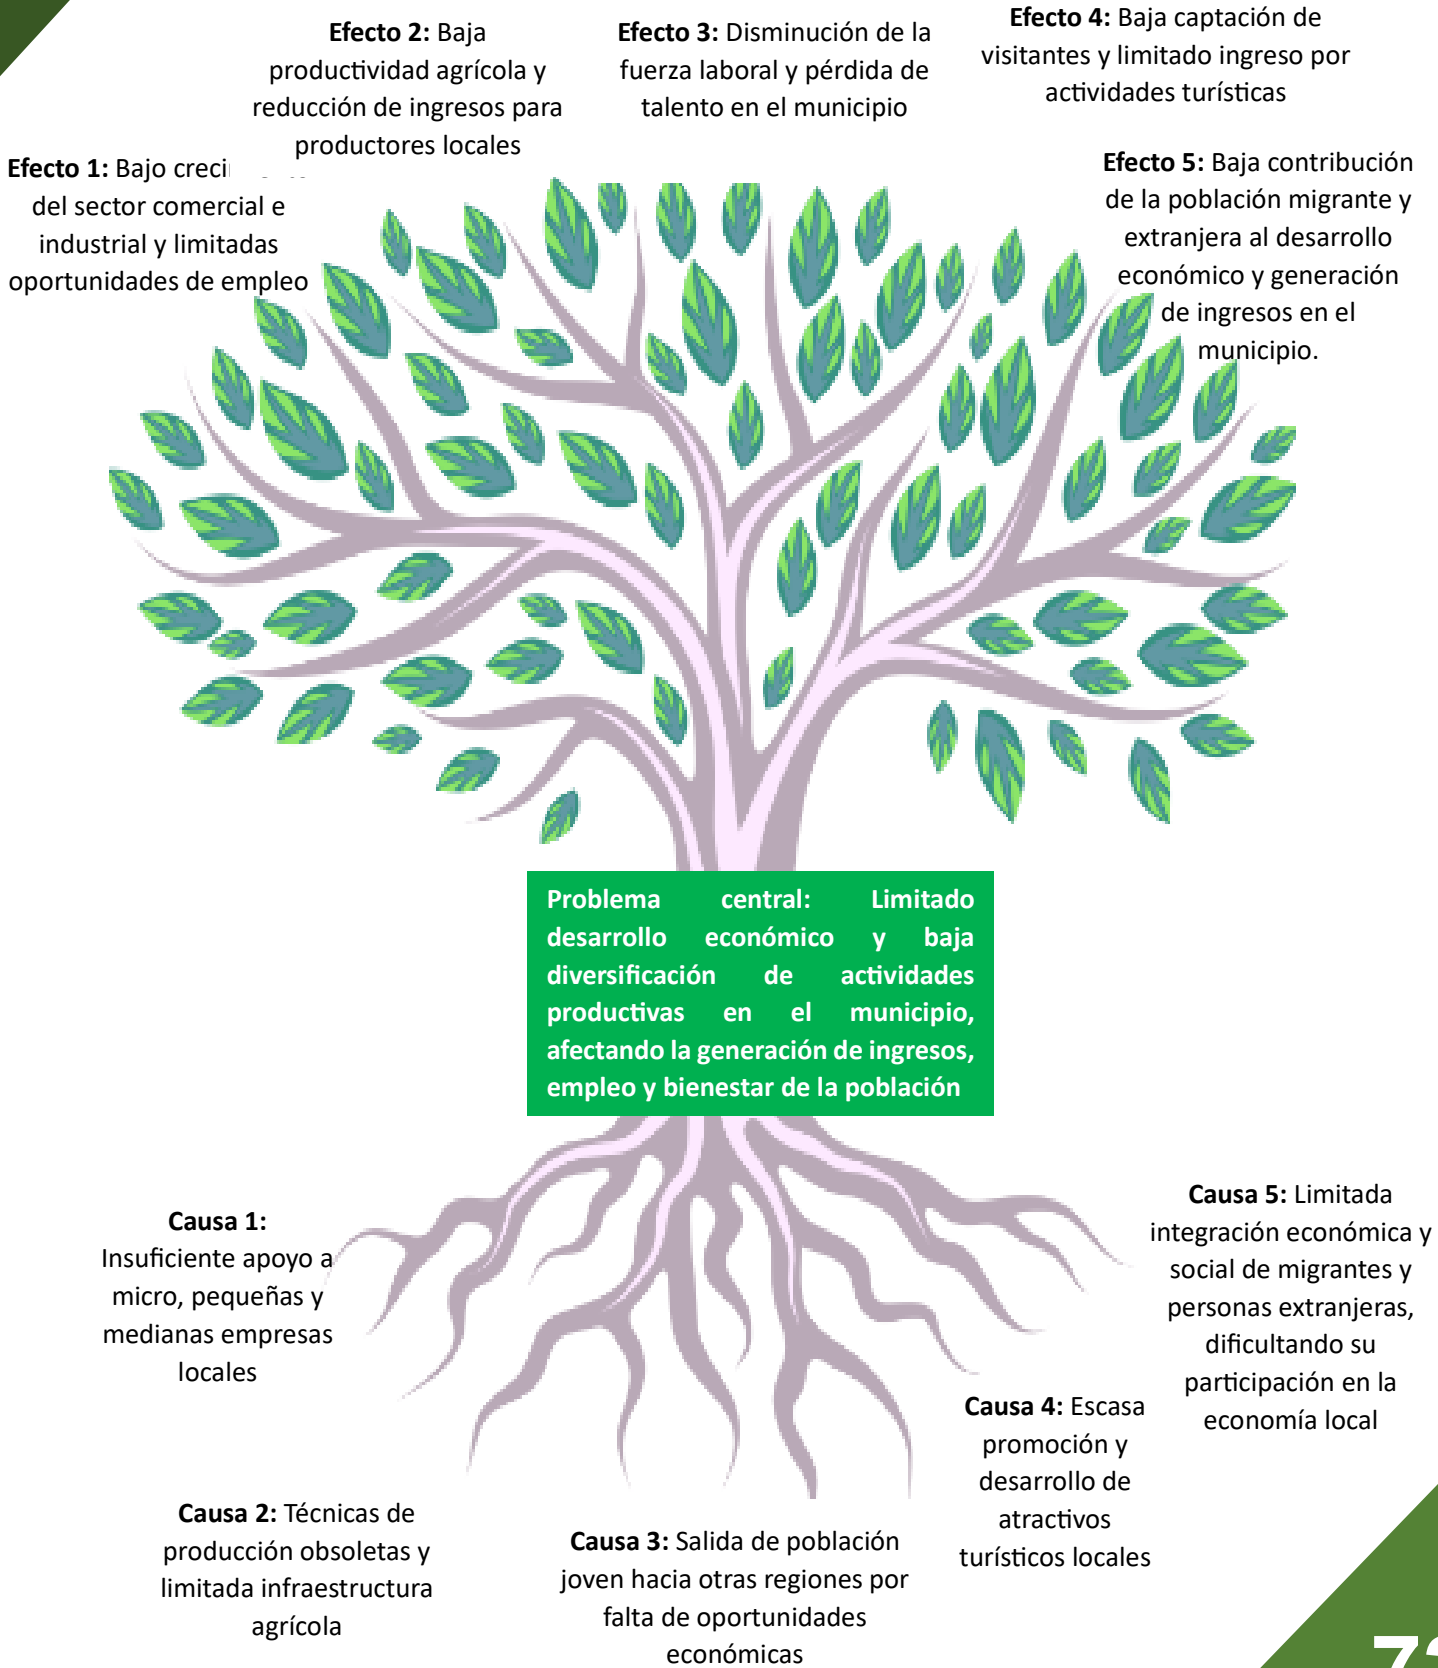 Efecto 1: Bajo
del sector comercial e
industrial y limitadas
oportunidades de empleo
Efecto 2: Baja
productividad agrícola y
reducción de ingresos para
productores locales
Efecto 3: Disminución de la
fuerza laboral y pérdida de
talento en el municipio
Efecto 4: Baja captación de
visitantes y limitado ingreso por
actividades turísticas
Efecto 5: Baja contribución
de la población migrante y
extranjera al desarrollo
económico y generación
de ingresos en el
municipio.
Problema central: Limitado
desarrollo económico y baja
diversificación de actividades
productivas en el municipio,
afectando la generación de ingresos,
empleo y bienestar de la población
Causa 1:
Insuficiente apoyo a
micro, pequeñas y
medianas empresas
locales
Causa 2: Técnicas de
producción obsoletas y
limitada infraestructura
agrícola
Causa 3: Salida de población
joven hacia otras regiones por
falta de oportunidades
económicas
Causa 4: Escasa
promoción y
desarrollo de
atractivos
turísticos locales
Causa 5: Limitada
integración económica y
social de migrantes y
personas extranjeras,
dificultando su
participación en la
economía local